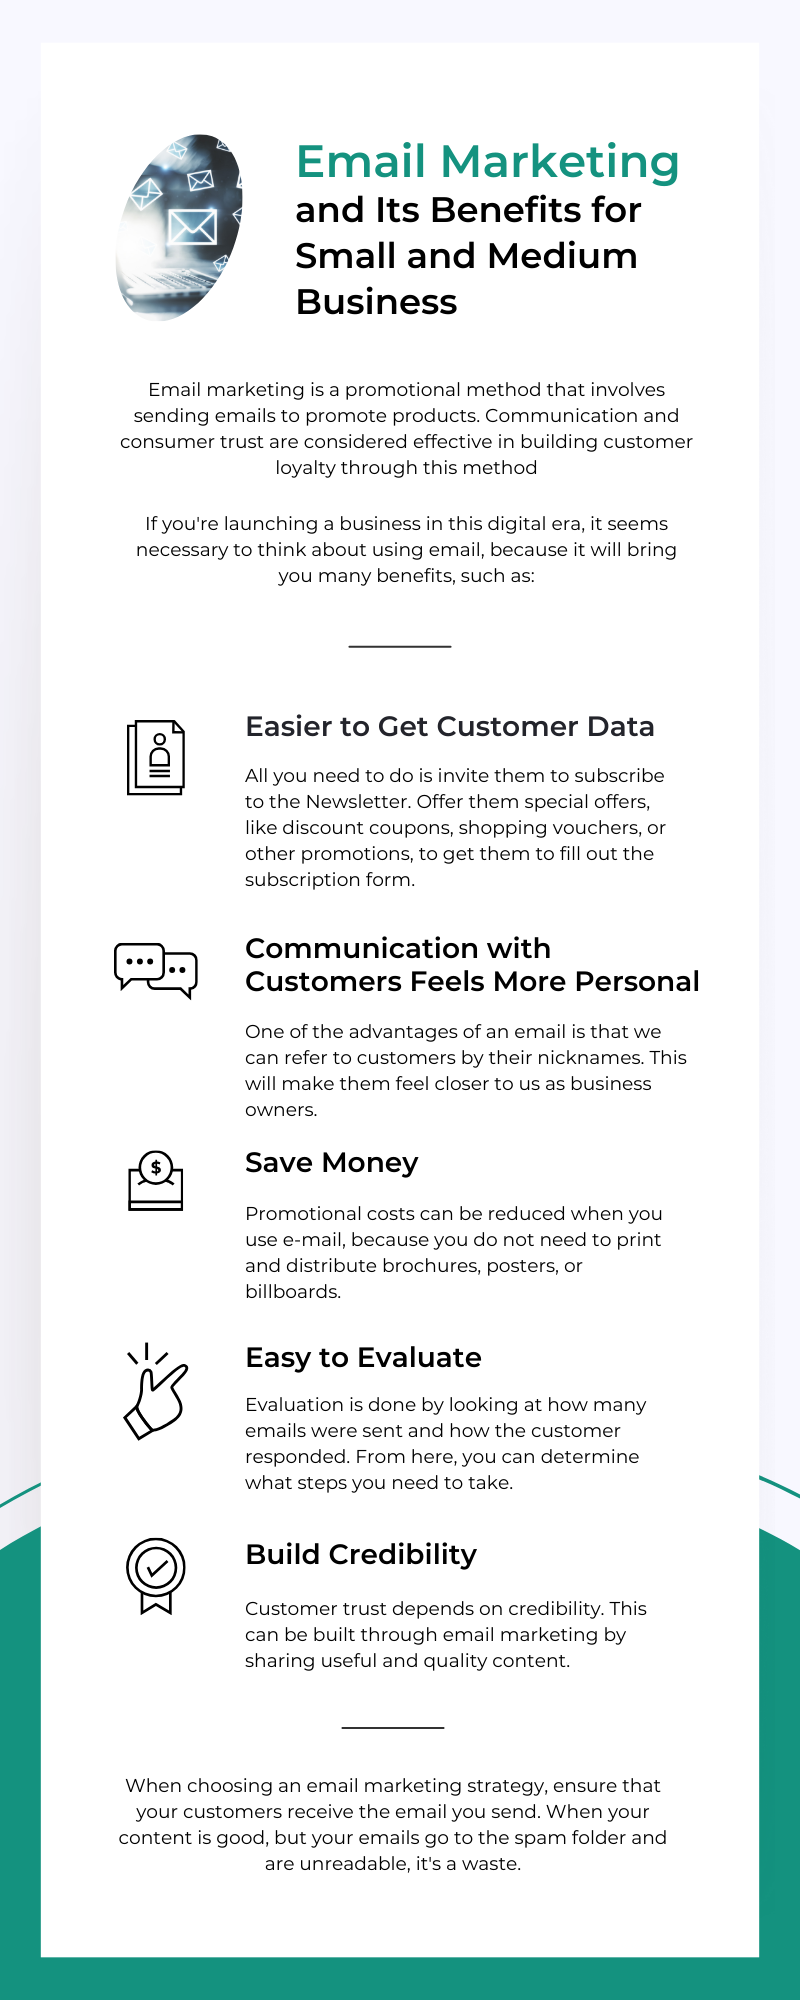 Email Marketing
and Its Benefits for
Small and Medium
Business
Email marketing is a promotional method that involves
sending emails to promote products. Communication and
consumer trust are considered effective in building customer
loyalty through this method
If you're launching a business in this digital era, it seems
necessary to think about using email, because it will bring
you many benefits, such as:
Easier to Get Customer Data
All you need to do is invite them to subscribe
to the Newsletter. Offer them special offers,
like discount coupons, shopping vouchers, or
other promotions, to get them to fill out the
subscription form.
Communication with
Customers Feels More Personal
One of the advantages of an email is that we
can refer to customers by their nicknames. This
will make them feel closer to us as business
owners.
$
Save Money
Promotional costs can be reduced when you
use e-mail, because you do not need to print
and distribute brochures, posters, or
billboards.
Easy to Evaluate
Evaluation is done by looking at how many
emails were sent and how the customer
responded. From here, you can determine
what steps you need to take.
Build Credibility
Customer trust depends on credibility. This
can be built through email marketing by
sharing useful and quality content.
When choosing an email marketing strategy, ensure that
your customers receive the email you send. When your
content is good, but your emails go to the spam folder and
are unreadable, it's a waste.